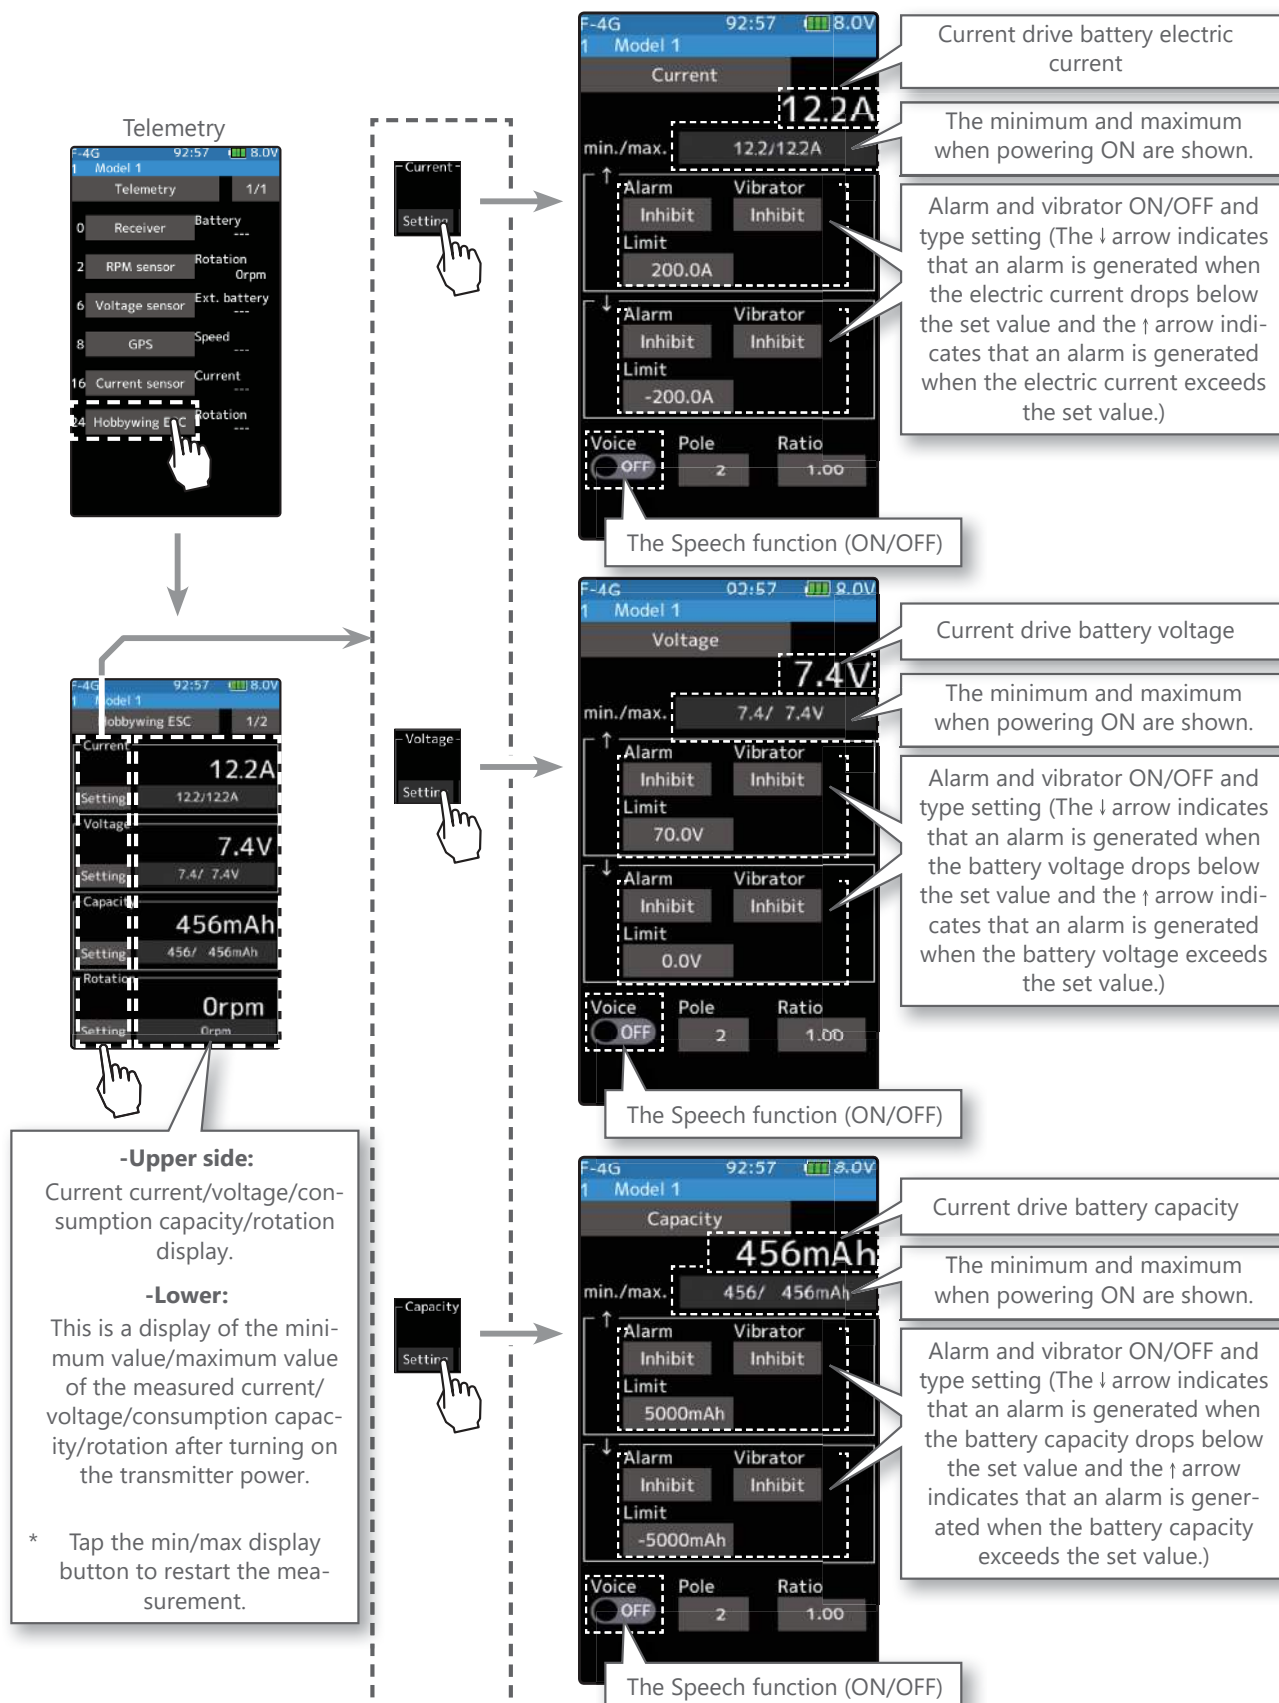 Telemetry
F-4G 92:57 8.0V
1 Model 1
Telemetry 1/1
0 Receiver Battery
---
2 RPM sensor Rotation
0rpm
6 Voltage sensor Ext. battery
---
8 GPS Speed
---
16 Current sensor Current
---
24 Hobbywing ESC Rotation
---
F-4G 92:57 8.0V
1 Model 1
Hobbywing ESC 1/2
Current
12.2A
Setting 12.2/12.2A
Voltage
7.4V
Setting 7.4/ 7.4V
Capacity
456mAh
Setting 456/ 456mAh
Rotation
0rpm
Setting 0rpm
-Upper side:
Current current/voltage/con-
sumption capacity/rotation
display.
-Lower:
This is a display of the mini-
mum value/maximum value
of the measured current/
voltage/consumption capac-
ity/rotation after turning on
the transmitter power.
* Tap the min/max display
button to restart the mea-
surement.
Current
Setting
F-4G 92:57 8.0V
1 Model 1
Current
12.2A
min./max. 12.2/12.2A
↑
Alarm Vibrator
Inhibit Inhibit
Limit
200.0A
↓
Alarm Vibrator
Inhibit Inhibit
Limit
-200.0A
Voice Pole Ratio
OFF 2 1.00
Current drive battery electric
current
The minimum and maximum
when powering ON are shown.
Alarm and vibrator ON/OFF and
type setting (The ↓ arrow indicates
that an alarm is generated when
the electric current drops below
the set value and the ↑ arrow indi-
cates that an alarm is generated
when the electric current exceeds
the set value.)
The Speech function (ON/OFF)
Voltage
Setting
F-4G 92:57 8.0V
1 Model 1
Voltage
7.4V
min./max. 7.4/ 7.4V
↑
Alarm Vibrator
Inhibit Inhibit
Limit
70.0V
↓
Alarm Vibrator
Inhibit Inhibit
Limit
0.0V
Voice Pole Ratio
OFF 2 1.00
Current drive battery voltage
The minimum and maximum
when powering ON are shown.
Alarm and vibrator ON/OFF and
type setting (The ↓ arrow indicates
that an alarm is generated when
the battery voltage drops below
the set value and the ↑ arrow indi-
cates that an alarm is generated
when the battery voltage exceeds
the set value.)
The Speech function (ON/OFF)
Capacity
Setting
F-4G 92:57 8.0V
1 Model 1
Capacity
456mAh
min./max. 456/ 456mAh
↑
Alarm Vibrator
Inhibit Inhibit
Limit
5000mAh
↓
Alarm Vibrator
Inhibit Inhibit
Limit
-5000mAh
Voice Pole Ratio
OFF 2 1.00
Current drive battery capacity
The minimum and maximum
when powering ON are shown.
Alarm and vibrator ON/OFF and
type setting (The ↓ arrow indicates
that an alarm is generated when
the battery capacity drops below
the set value and the ↑ arrow
indicates that an alarm is gener-
ated when the battery capacity
exceeds the set value.)
The Speech function (ON/OFF)